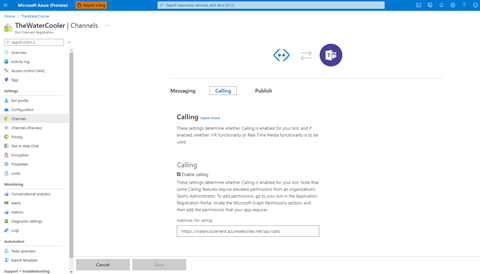 Microsoft Azure (Preview)
Report a bug
Search resources, services, and docs (G+/)
Home > TheWaterCooler
TheWaterCooler | Channels ...
Bot Channels Registration
Search (Ctrl+/)
Overview
Activity log
Access control (IAM)
Tags
Settings
Bot profile
Configuration
Channels
Channels (Preview)
Pricing
Test in Web Chat
Encryption
Properties
Locks
Monitoring
Conversational analytics
Alerts
Metrics
Diagnostic settings
Logs
Automation
Tasks (preview)
Export template
Support + troubleshooting
Messaging Calling Publish
Calling Learn more
These settings determine whether Calling is enabled for your bot, and if
enabled, whether IVR functionality or Real Time Media functionality is to be
used.
Calling
Enable calling
These settings determine whether Calling is enabled for your bot. Note that
some Calling features require elevated permissions from an organization's
Teams Administrator. To add permissions, go to your bot in the Application
Registration Portal, locate the Microsoft Graph Permissions section, and
then add the permissions that your app requires.
Webhook (for calling)
https://watercoolertest.azurewebsites.net/api/calls
Cancel Save